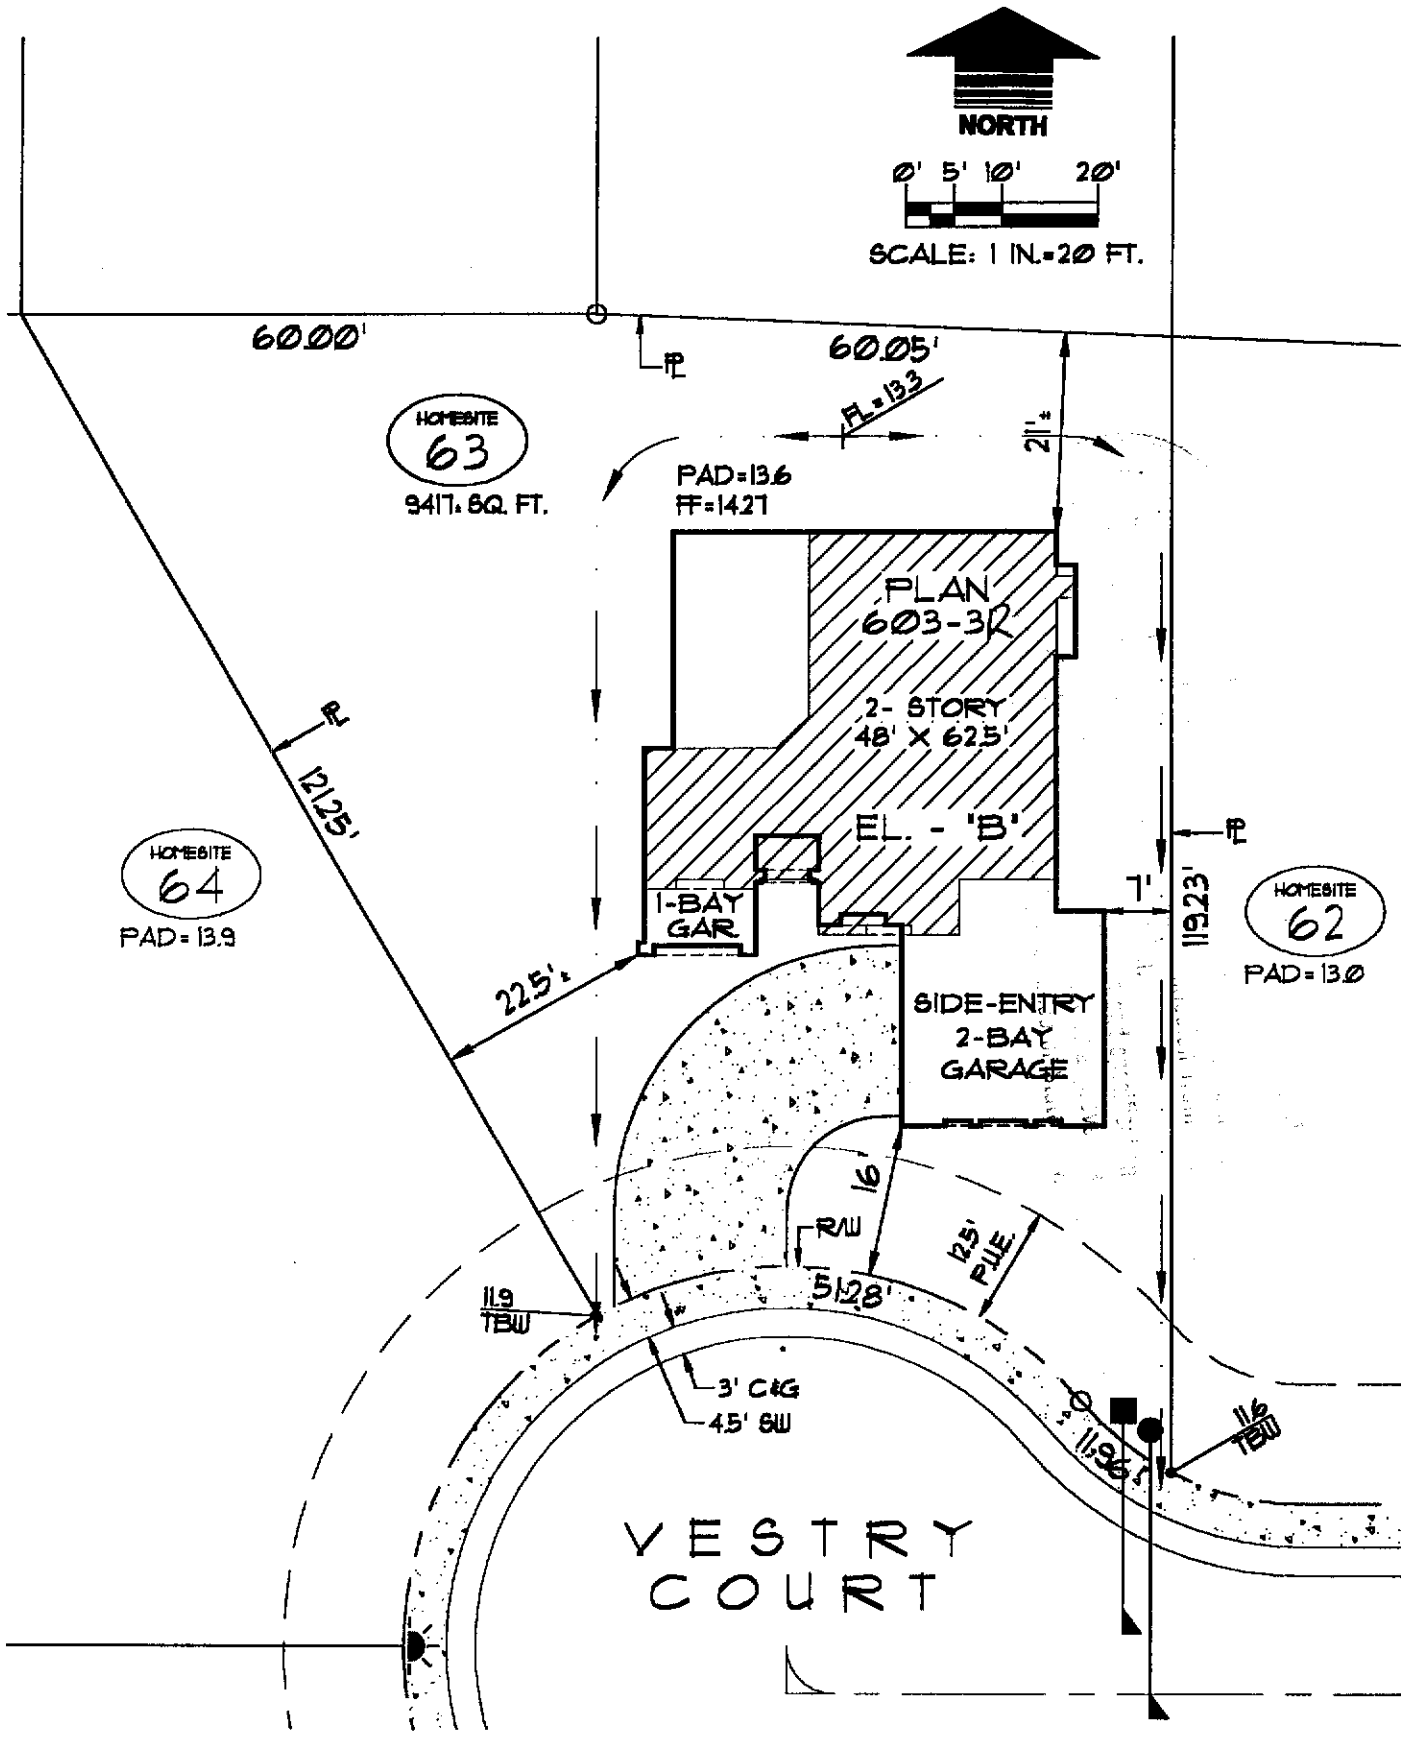 NORTH
0' 5' 10' 20'
SCALE: 1 IN.=20 FT.
60.00'
60.05'
PL
FL=13.3
HOMESITE
63
9417± SQ. FT.
21'±
PAD=13.6
FF=14.27
PLAN
603-3R
2- STORY
48' X 62.5'
EL. - "B"
PL
121.25'
PL
HOMESITE
64
PAD=13.9
1-BAY
GAR.
7'
119.23'
HOMESITE
62
PAD=13.0
22.5'±
SIDE-ENTRY
2-BAY
GARAGE
16'
R/W
12.5'
P.U.E.
11.9
TBW
51.28'
3' C&G
4.5' SW
11.96'
11.6
TBW
VESTRY
COURT